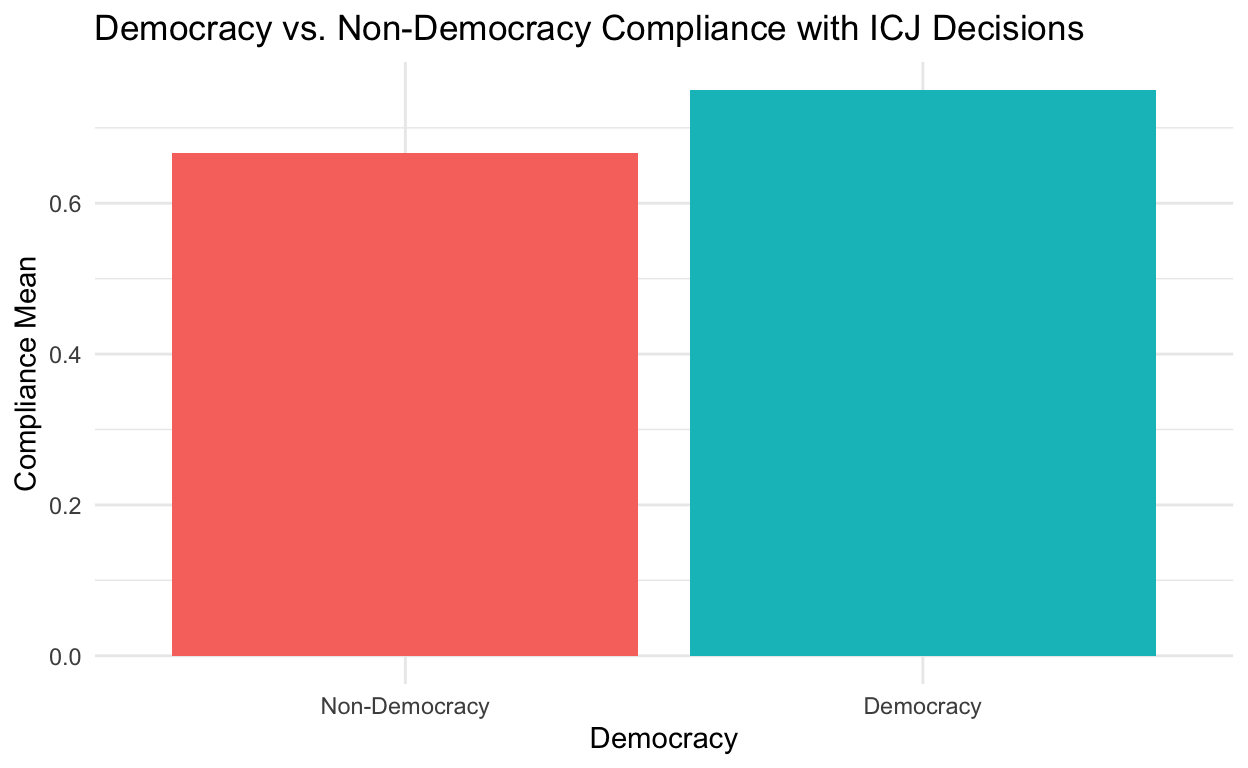 Democracy vs. Non-Democracy Compliance with ICJ Decisions
Compliance Mean
0.6
0.4
0.2
0.0
Non-Democracy
Democracy
Democracy